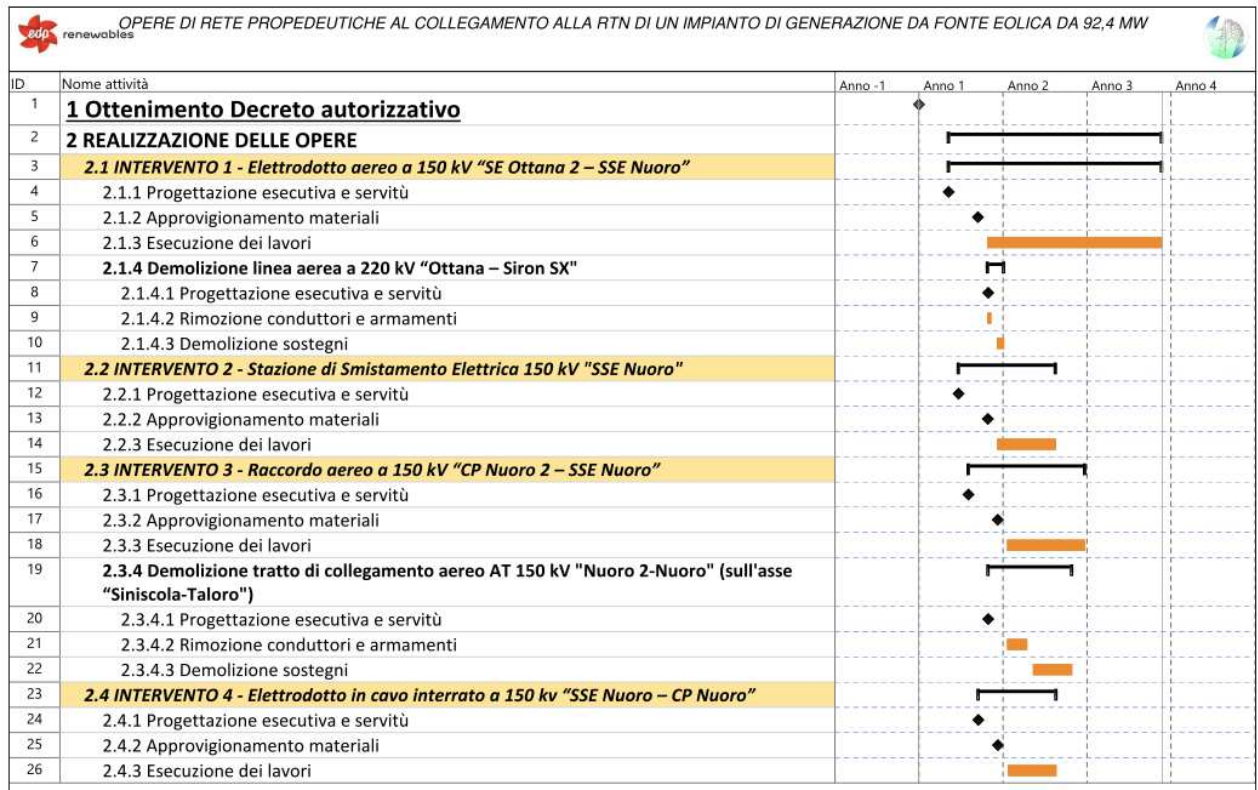 OPERE DI RETE PROPEDEUTICHE AL COLLEGAMENTO ALLA RTN DI UN IMPIANTO DI GENERAZIONE DA FONTE EOLICA DA 92,4 MW
edp renewables
ID Nome attività Anno -1 Anno 1 Anno 2 Anno 3 Anno 4
1 1 Ottenimento Decreto autorizzativo
2 2 REALIZZAZIONE DELLE OPERE
3 2.1 INTERVENTO 1 - Elettrodotto aereo a 150 kV “SE Ottana 2 – SSE Nuoro”
4 2.1.1 Progettazione esecutiva e servitù
5 2.1.2 Approvigionamento materiali
6 2.1.3 Esecuzione dei lavori
7 2.1.4 Demolizione linea aerea a 220 kV “Ottana – Siron SX"
8 2.1.4.1 Progettazione esecutiva e servitù
9 2.1.4.2 Rimozione conduttori e armamenti
10 2.1.4.3 Demolizione sostegni
11 2.2 INTERVENTO 2 - Stazione di Smistamento Elettrica 150 kV "SSE Nuoro"
12 2.2.1 Progettazione esecutiva e servitù
13 2.2.2 Approvigionamento materiali
14 2.2.3 Esecuzione dei lavori
15 2.3 INTERVENTO 3 - Raccordo aereo a 150 kV “CP Nuoro 2 – SSE Nuoro”
16 2.3.1 Progettazione esecutiva e servitù
17 2.3.2 Approvigionamento materiali
18 2.3.3 Esecuzione dei lavori
19 2.3.4 Demolizione tratto di collegamento aereo AT 150 kV "Nuoro 2-Nuoro" (sull'asse
“Siniscola-Taloro")
20 2.3.4.1 Progettazione esecutiva e servitù
21 2.3.4.2 Rimozione conduttori e armamenti
22 2.3.4.3 Demolizione sostegni
23 2.4 INTERVENTO 4 - Elettrodotto in cavo interrato a 150 kv “SSE Nuoro – CP Nuoro”
24 2.4.1 Progettazione esecutiva e servitù
25 2.4.2 Approvigionamento materiali
26 2.4.3 Esecuzione dei lavori